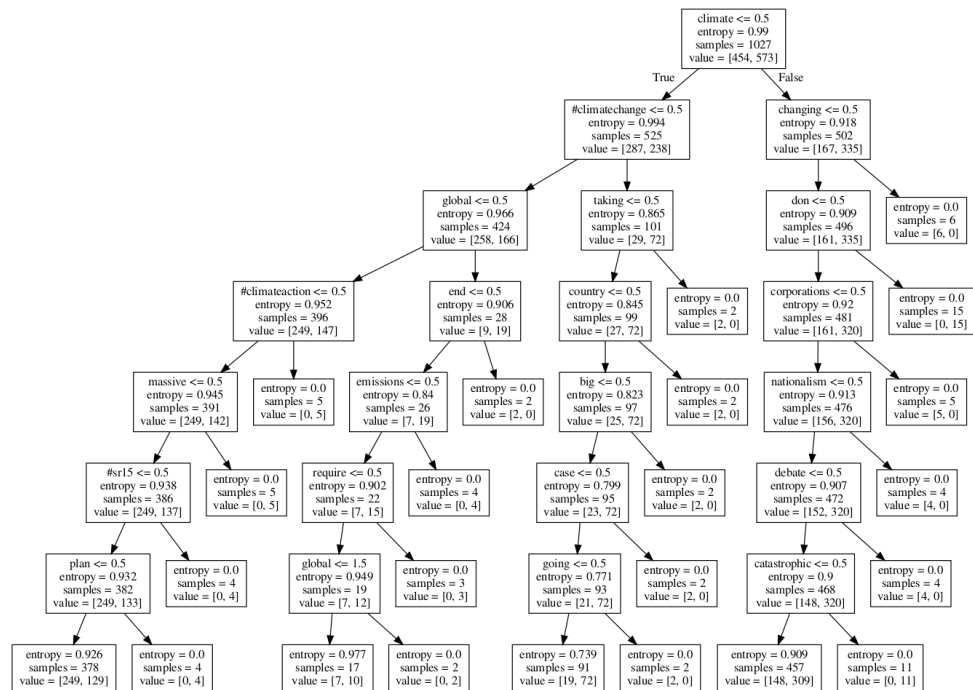 climate <= 0.5
entropy = 0.99
samples = 1027
value = [454, 573]
True
False
#climatechange <= 0.5
entropy = 0.994
samples = 525
value = [287, 238]
changing <= 0.5
entropy = 0.918
samples = 502
value = [167, 335]
global <= 0.5
entropy = 0.966
samples = 424
value = [258, 166]
taking <= 0.5
entropy = 0.865
samples = 101
value = [29, 72]
don <= 0.5
entropy = 0.909
samples = 496
value = [161, 335]
entropy = 0.0
samples = 6
value = [6, 0]
#climateaction <= 0.5
entropy = 0.952
samples = 396
value = [249, 147]
end <= 0.5
entropy = 0.906
samples = 28
value = [9, 19]
country <= 0.5
entropy = 0.845
samples = 99
value = [27, 72]
entropy = 0.0
samples = 2
value = [2, 0]
corporations <= 0.5
entropy = 0.92
samples = 481
value = [161, 320]
entropy = 0.0
samples = 15
value = [0, 15]
massive <= 0.5
entropy = 0.945
samples = 391
value = [249, 142]
entropy = 0.0
samples = 5
value = [0, 5]
emissions <= 0.5
entropy = 0.84
samples = 26
value = [7, 19]
entropy = 0.0
samples = 2
value = [2, 0]
big <= 0.5
entropy = 0.823
samples = 97
value = [25, 72]
entropy = 0.0
samples = 2
value = [2, 0]
nationalism <= 0.5
entropy = 0.913
samples = 476
value = [156, 320]
entropy = 0.0
samples = 5
value = [5, 0]
#sr15 <= 0.5
entropy = 0.938
samples = 386
value = [249, 137]
entropy = 0.0
samples = 5
value = [0, 5]
require <= 0.5
entropy = 0.902
samples = 22
value = [7, 15]
entropy = 0.0
samples = 4
value = [0, 4]
case <= 0.5
entropy = 0.799
samples = 95
value = [23, 72]
entropy = 0.0
samples = 2
value = [2, 0]
debate <= 0.5
entropy = 0.907
samples = 472
value = [152, 320]
entropy = 0.0
samples = 4
value = [4, 0]
plan <= 0.5
entropy = 0.932
samples = 382
value = [249, 133]
entropy = 0.0
samples = 4
value = [0, 4]
global <= 1.5
entropy = 0.949
samples = 19
value = [7, 12]
entropy = 0.0
samples = 3
value = [0, 3]
going <= 0.5
entropy = 0.771
samples = 93
value = [21, 72]
entropy = 0.0
samples = 2
value = [2, 0]
catastrophic <= 0.5
entropy = 0.9
samples = 468
value = [148, 320]
entropy = 0.0
samples = 4
value = [4, 0]
entropy = 0.926
samples = 378
value = [249, 129]
entropy = 0.0
samples = 4
value = [0, 4]
entropy = 0.977
samples = 17
value = [7, 10]
entropy = 0.0
samples = 2
value = [0, 2]
entropy = 0.739
samples = 91
value = [19, 72]
entropy = 0.0
samples = 2
value = [2, 0]
entropy = 0.909
samples = 457
value = [148, 309]
entropy = 0.0
samples = 11
value = [0, 11]